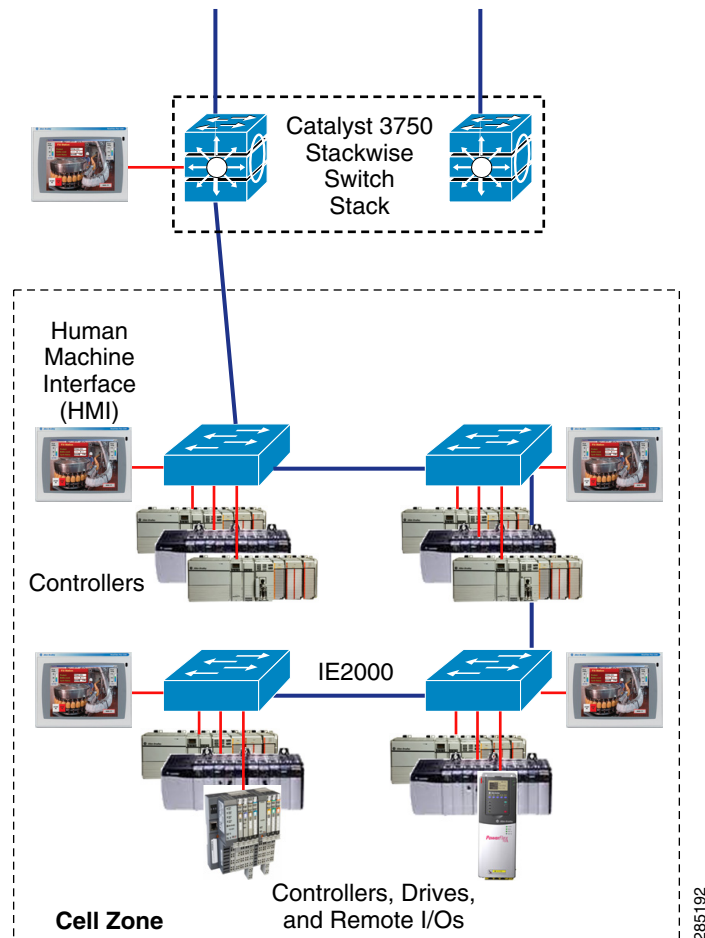 Catalyst 3750
Stackwise
Switch
Stack
Human
Machine
Interface
(HMI)
Controllers
IE2000
PowerFlex
Controllers, Drives,
and Remote I/Os
Cell Zone
285192